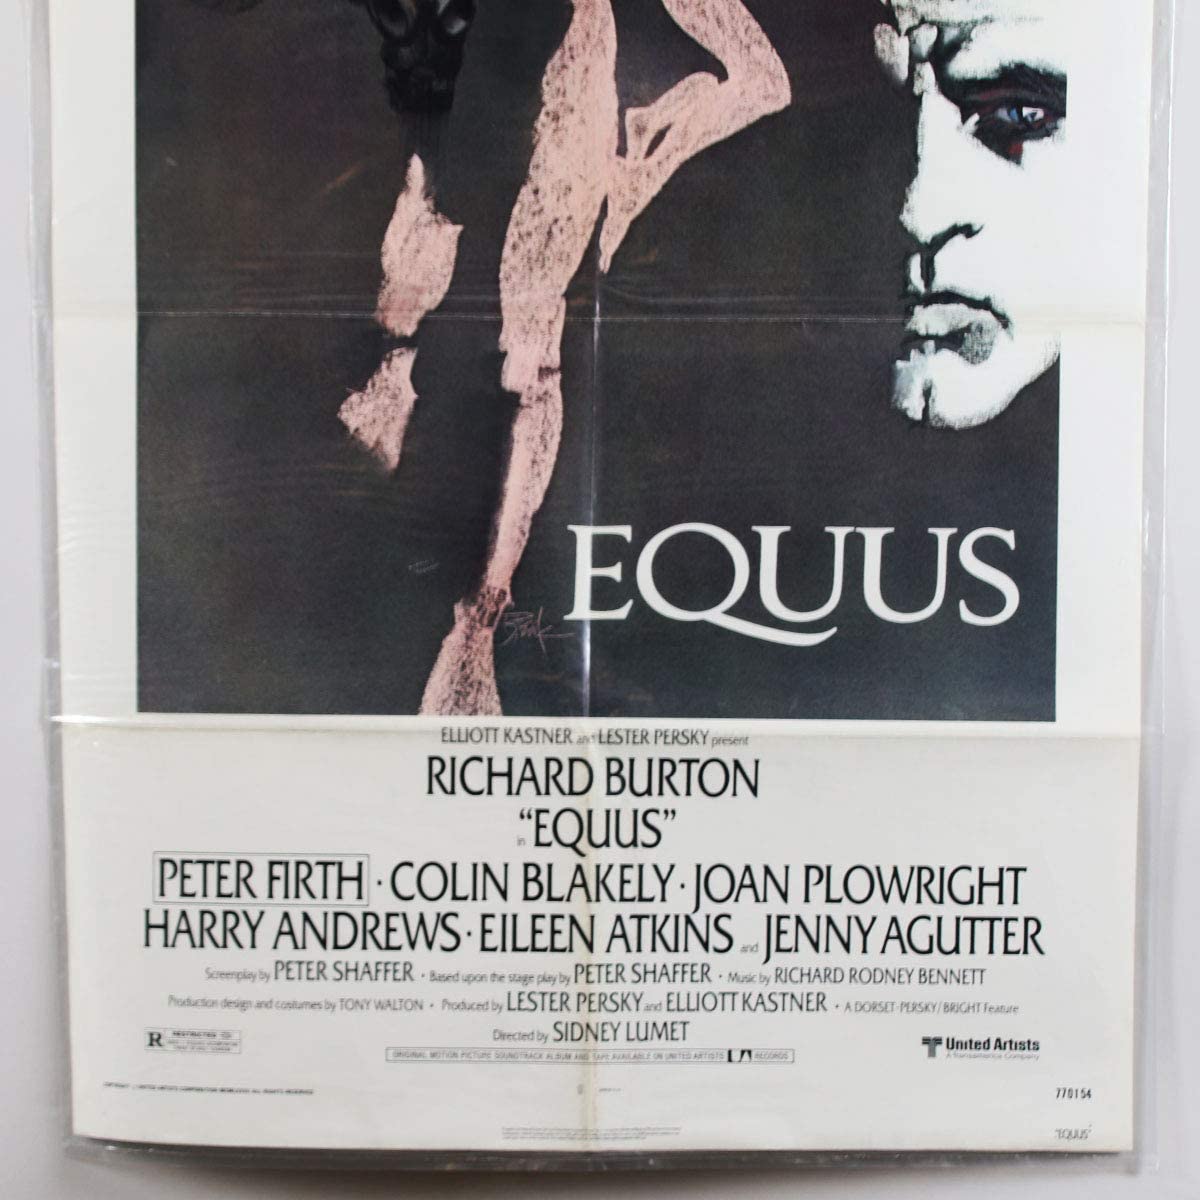 EQUUS
ELLIOTT KASTNER and LESTER PERSKY present
RICHARD BURTON
in "EQUUS"
PETER FIRTH · COLIN BLAKELY · JOAN PLOWRIGHT
HARRY ANDREWS · EILEEN ATKINS and JENNY AGUTTER
Screenplay by PETER SHAFFER · Based upon the stage play by PETER SHAFFER · Music by RICHARD RODNEY BENNETT
Production design and costumes by TONY WALTON · Produced by LESTER PERSKY and ELLIOTT KASTNER · A DORSET-PERSKY/BRIGHT Feature
Directed by SIDNEY LUMET
R RESTRICTED
ORIGINAL MOTION PICTURE SOUNDTRACK ALBUM AND TAPE AVAILABLE ON UNITED ARTISTS UA RECORDS
United Artists
A Transamerica Company
770154
"EQUUS"